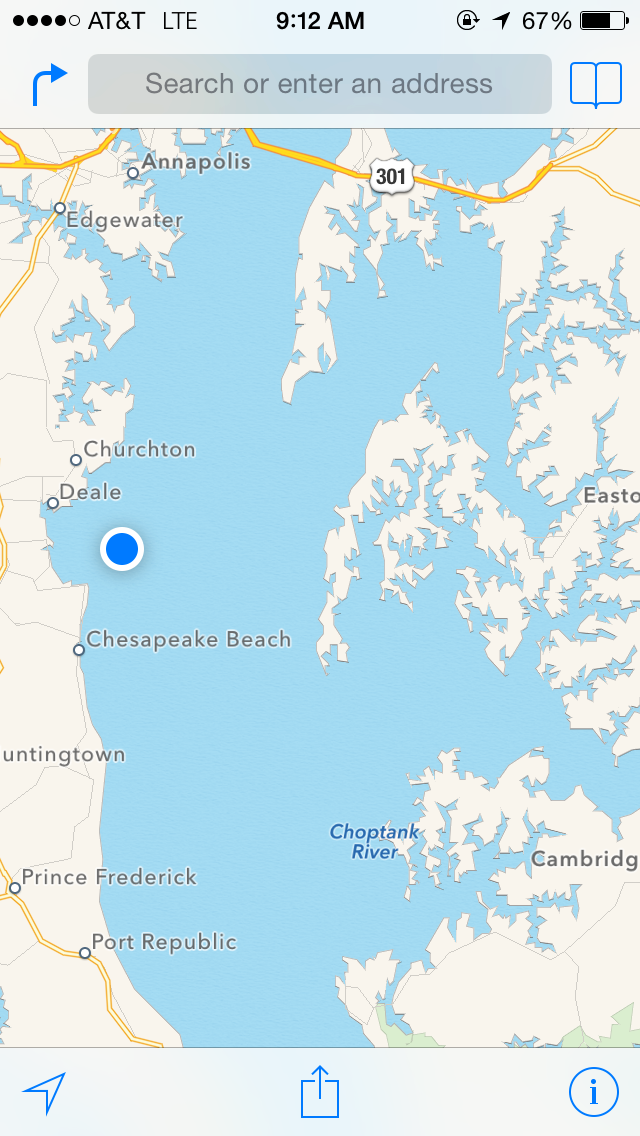 AT&T LTE 9:12 AM 67%
Search or enter an address
Annapolis
301
Edgewater
Churchton
Deale
Easto
Chesapeake Beach
untingtown
Choptank
River
Cambridg
Prince Frederick
Port Republic
i